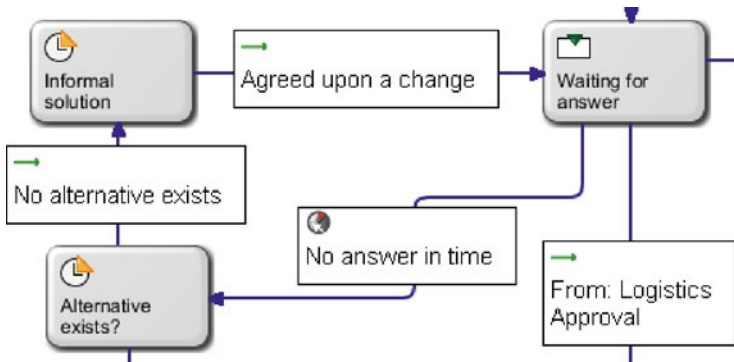 Informal
solution
Agreed upon a change
Waiting for
answer
No alternative exists
No answer in time
Alternative
exists?
From: Logistics
Approval